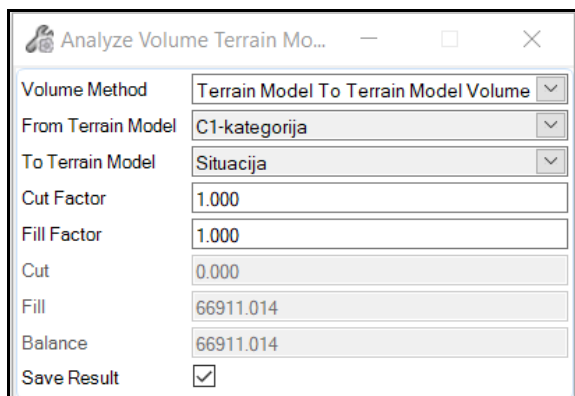 Analyze Volume Terrain Mo...
Volume Method Terrain Model To Terrain Model Volume
From Terrain Model C1-kategorija
To Terrain Model Situacija
Cut Factor 1.000
Fill Factor 1.000
Cut 0.000
Fill 66911.014
Balance 66911.014
Save Result